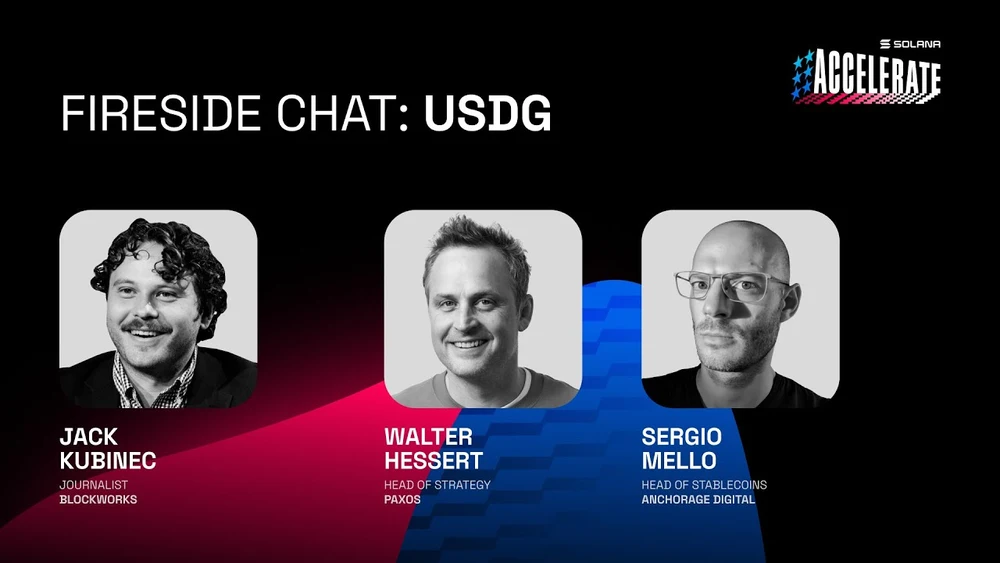 SOLANA
ACCELERATE
FIRESIDE CHAT: USDG
JACK
KUBINEC
JOURNALIST
BLOCKWORKS
WALTER
HESSERT
HEAD OF STRATEGY
PAXOS
SERGIO
MELLO
HEAD OF STABLECOINS
ANCHORAGE DIGITAL